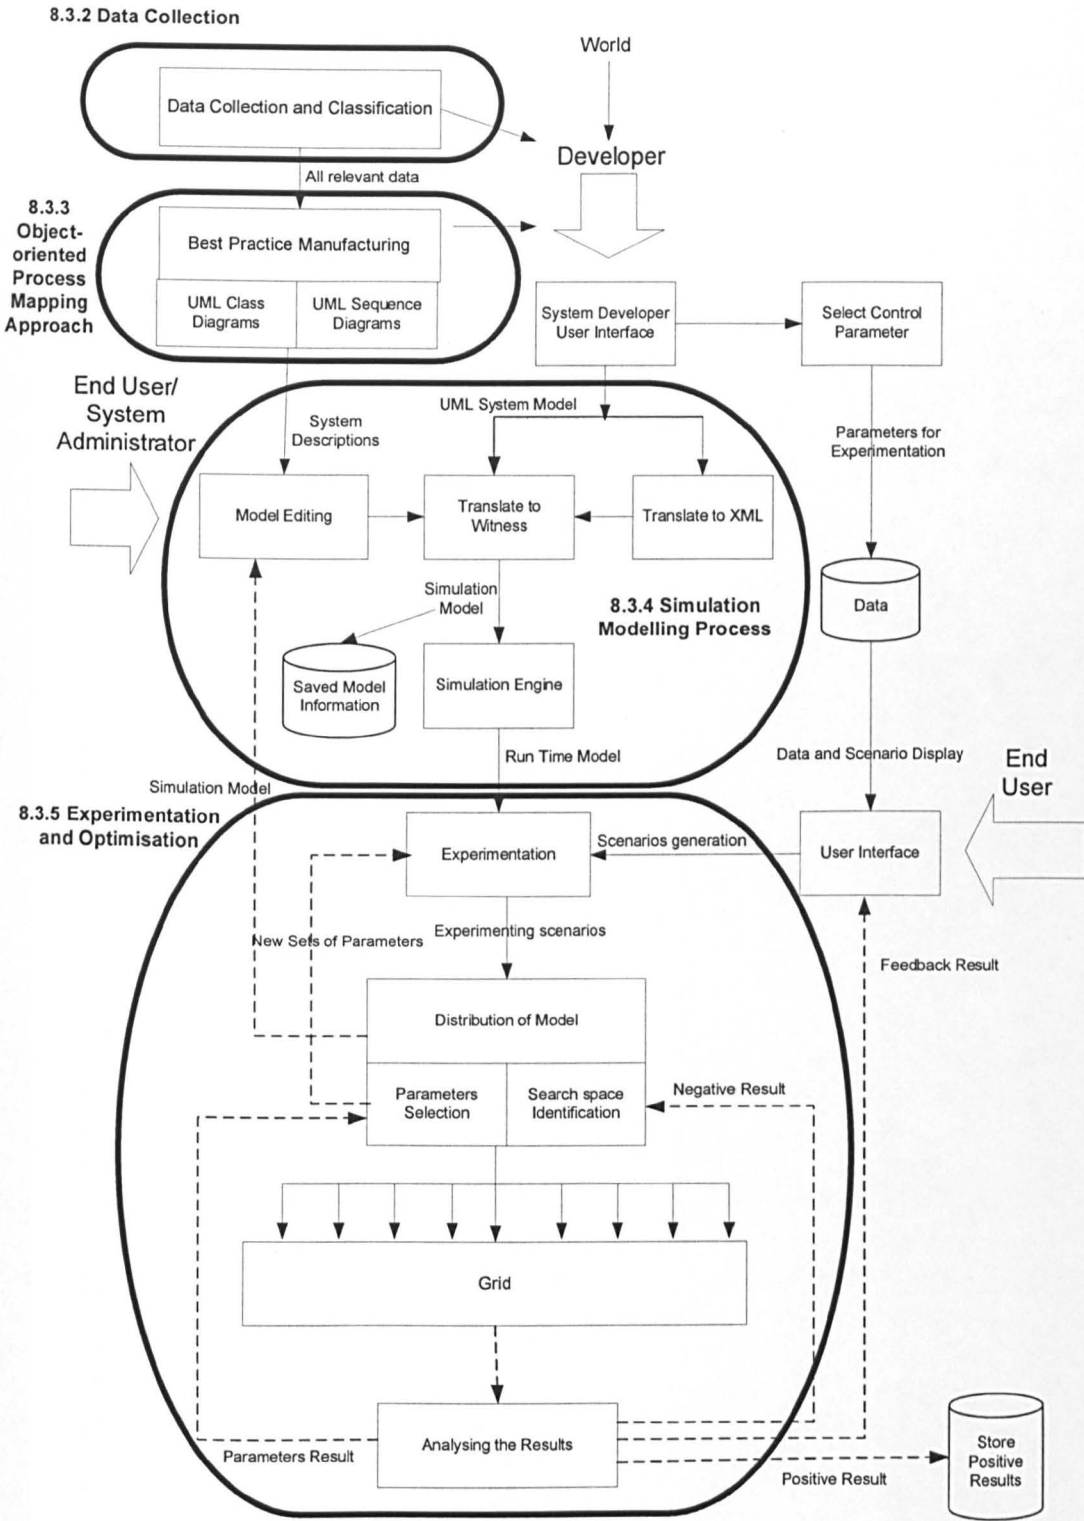 8.3.2 Data Collection
World
Data Collection and Classification
Developer
All relevant data
8.3.3
Object-
oriented
Process
Mapping
Approach
Best Practice Manufacturing
UML Class
Diagrams
UML Sequence
Diagrams
System Developer
User Interface
Select Control
Parameter
End User/
System
Administrator
UML System Model
System
Descriptions
Parameters for
Experimentation
Model Editing
Translate to
Witness
Translate to XML
Simulation
Model
8.3.4 Simulation
Modelling Process
Data
Saved Model
Information
Simulation Engine
Run Time Model
Data and Scenario Display
End
User
Simulation Model
8.3.5 Experimentation
and Optimisation
Experimentation
Scenarios generation
User Interface
New Sets of Parameters
Experimenting scenarios
Feedback Result
Distribution of Model
Parameters
Selection
Search space
Identification
Negative Result
Grid
Analysing the Results
Parameters Result
Positive Result
Store
Positive
Results